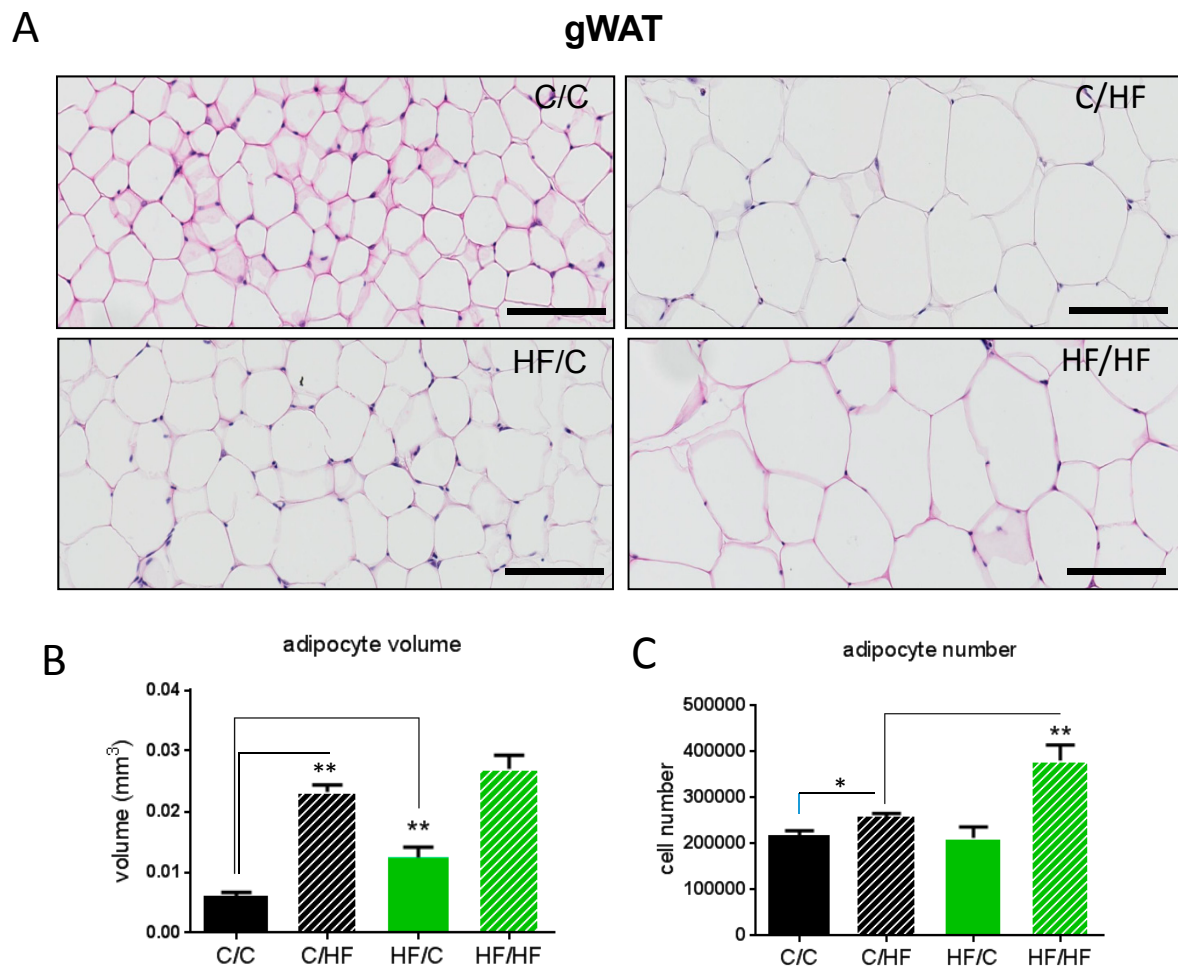 A
gWAT
C/C
C/HF
HF/C
HF/HF
B
adipocyte volume
volume (mm³)
0.04
0.03
0.02
0.01
0.00
**
**
C/C
C/HF
HF/C
HF/HF
C
adipocyte number
cell number
500000
400000
300000
200000
100000
0
*
**
C/C
C/HF
HF/C
HF/HF